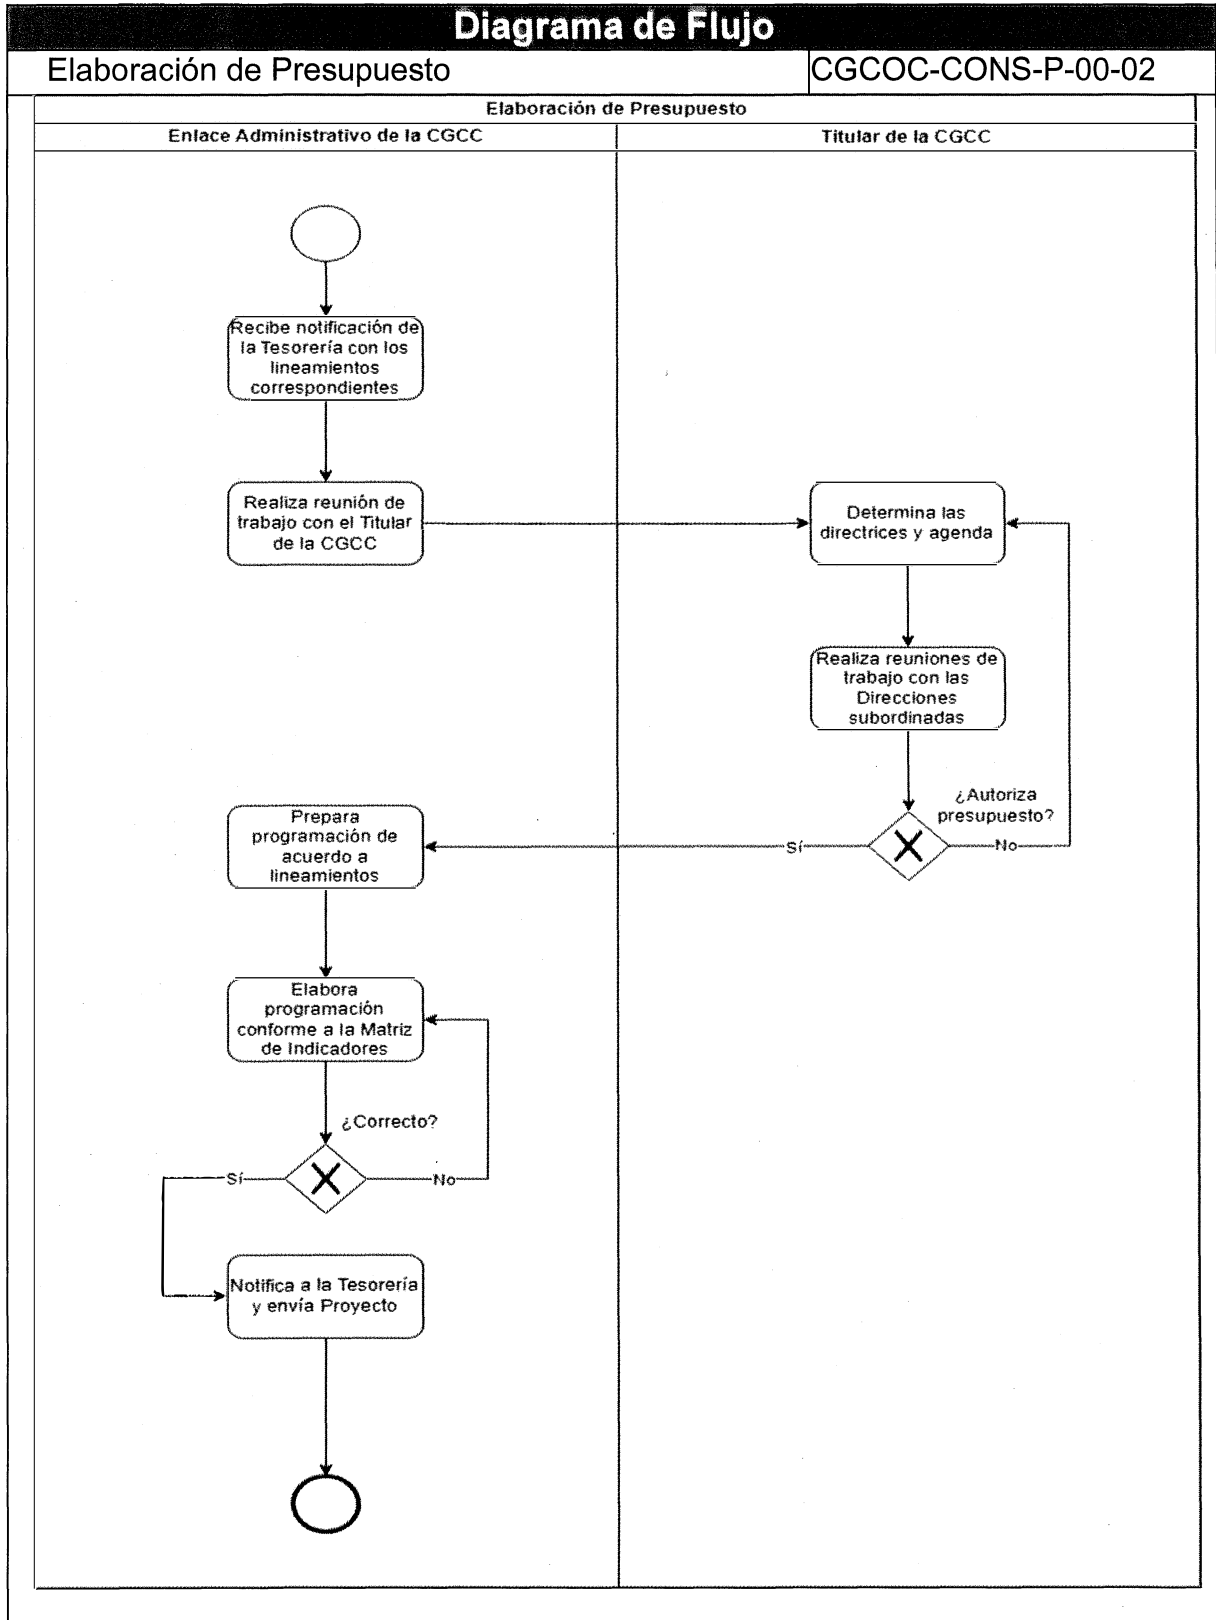 Diagrama de Flujo
Elaboración de Presupuesto
CGCOC-CONS-P-00-02
Elaboración de Presupuesto
Enlace Administrativo de la CGCC
Titular de la CGCC
Recibe notificación de
la Tesorería con los
lineamientos
correspondientes
Realiza reunión de
trabajo con el Titular
de la CGCC
Determina las
directrices y agenda
Realiza reuniones de
trabajo con las
Direcciones
subordinadas
¿Autoriza
presupuesto?
Sí
No
Prepara
programación de
acuerdo a
lineamientos
Elabora
programación
conforme a la Matriz
de Indicadores
¿Correcto?
Sí
No
Notifica a la Tesorería
y envía Proyecto